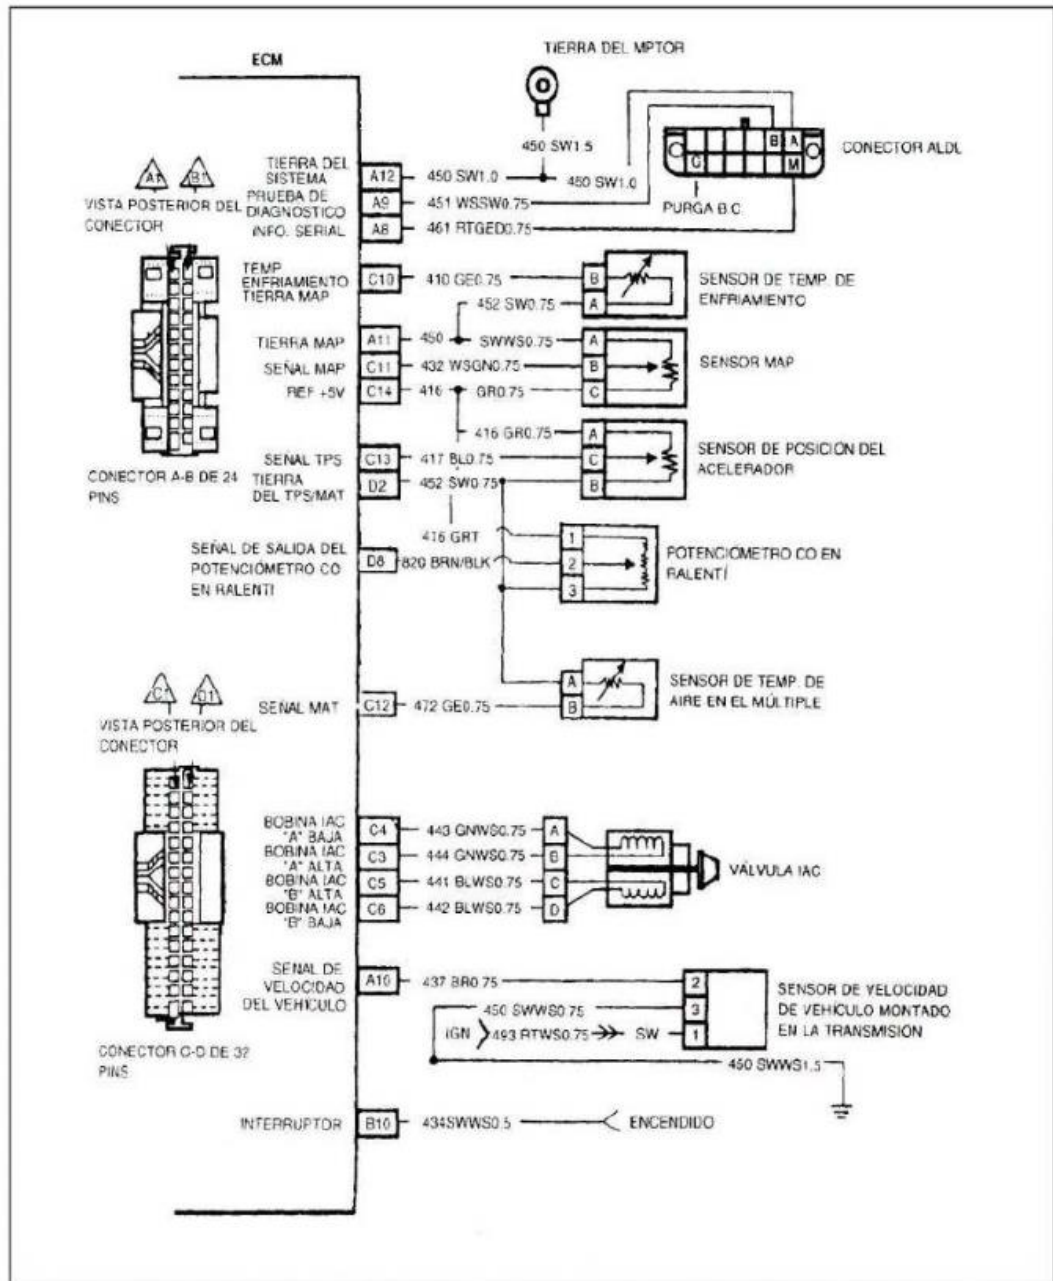 TIERRA DEL MPTOR
ECM
450 SW1.5
B A
CONECTOR ALDL
G
M
A1 B1
TIERRA DEL
SISTEMA
A12
450 SW1.0
450 SW1.0
VISTA POSTERIOR DEL
CONECTOR
PRUEBA DE
DIAGNOSTICO
A9
451 WSSW0.75
PURGA B.C.
INFO. SERIAL
A8
461 RTGED0.75
TEMP
ENFRIAMIENTO
TIERRA MAP
C10
410 GE0.75
B
SENSOR DE TEMP. DE
ENFRIAMIENTO
452 SW0.75
A
TIERRA MAP
A11
450
SWWS0.75
A
SEÑAL MAP
C11
432 WSGN0.75
B
SENSOR MAP
REF +5V
C14
416
GR0.75
C
416 GR0.75
A
SENSOR DE POSICIÓN DEL
ACELERADOR
CONECTOR A-B DE 24
PINS
SEÑAL TPS
C13
417 BL0.75
C
TIERRA
DEL TPS/MAT
D2
452 SW0.75
B
416 GRT
1
SEÑAL DE SALIDA DEL
POTENCIÓMETRO CO
EN RALENTI
D8
820 BRN/BLK
2
POTENCIÓMETRO CO EN
RALENTÍ
3
C1 D1
A
SENSOR DE TEMP. DE
AIRE EN EL MÚLTIPLE
SEÑAL MAT
C12
472 GE0.75
B
VISTA POSTERIOR DEL
CONECTOR
BOBINA IAC
"A" BAJA
C4
443 GNWS0.75
A
BOBINA IAC
"A" ALTA
C3
444 GNWS0.75
B
VÁLVULA IAC
BOBINA IAC
"B" ALTA
C5
441 BLWS0.75
C
BOBINA IAC
"B" BAJA
C6
442 BLWS0.75
D
SEÑAL DE
VELOCIDAD
DEL VEHÍCULO
A10
437 BR0.75
2
SENSOR DE VELOCIDAD
DE VEHÍCULO MONTADO
EN LA TRANSMISION
450 SWWS0.75
3
IGN
493 RTWS0.75
SW
1
CONECTOR C-D DE 32
PINS
450 SWWS1.5
INTERRUPTOR
B10
434SWWS0.5
ENCENDIDO